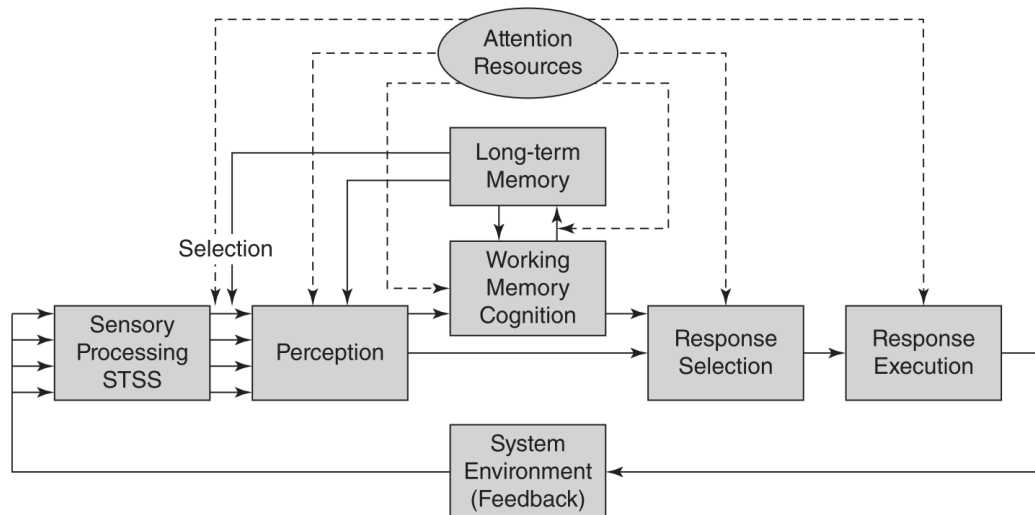 Attention
Resources
Long-term
Memory
Selection
Working
Memory
Cognition
Sensory
Processing
STSS
Perception
Response
Selection
Response
Execution
System
Environment
(Feedback)